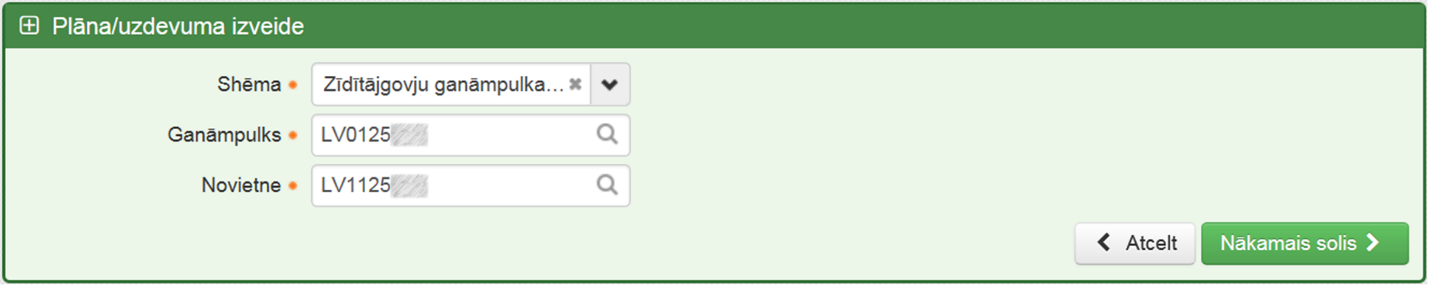 Plāna/uzdevuma izveide
Shēma Zīdītājgovju ganāmpulka...
Ganāmpulks LV0125
Novietne LV1125
Atcelt Nākamais solis